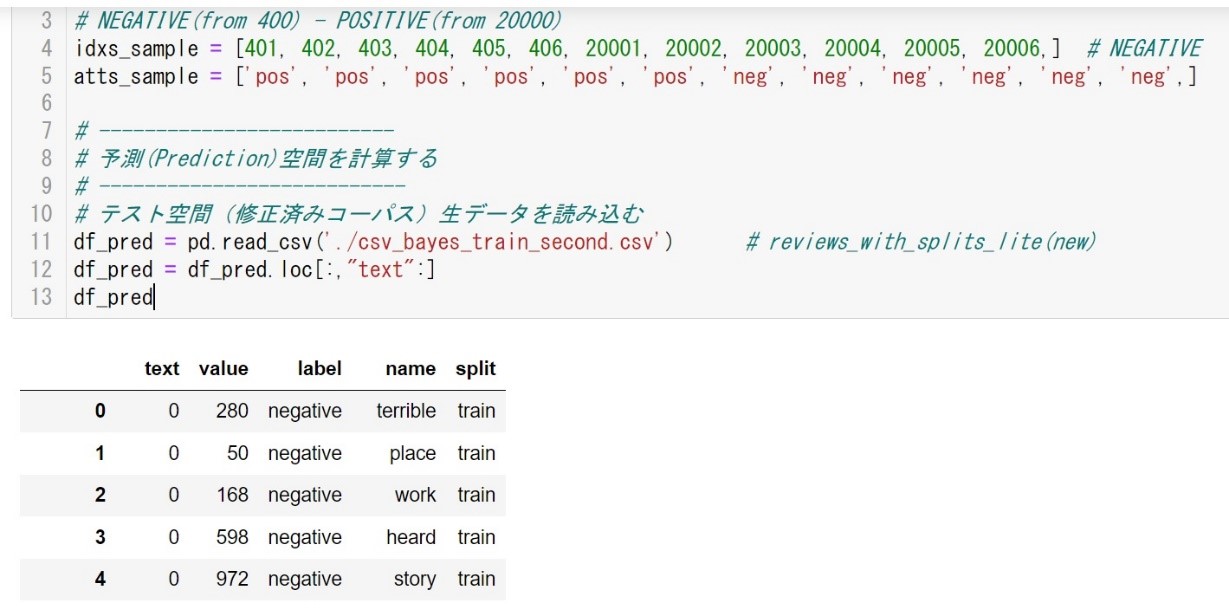 3 # NEGATIVE(from 400) - POSITIVE(from 20000)
4 idxs_sample = [401, 402, 403, 404, 405, 406, 20001, 20002, 20003, 20004, 20005, 20006,] # NEGATIVE
5 atts_sample = ['pos', 'pos', 'pos', 'pos', 'pos', 'pos', 'neg', 'neg', 'neg', 'neg', 'neg', 'neg',]
6
7 # --------------------------
8 # 予測(Prediction)空間を計算する
9 # ---------------------------
10 # テスト空間（修正済みコーパス）生データを読み込む
11 df_pred = pd.read_csv('./csv_bayes_train_second.csv') # reviews_with_splits_lite(new)
12 df_pred = df_pred.loc[:,"text":]
13 df_pred
text value label name split
0 0 280 negative terrible train
1 0 50 negative place train
2 0 168 negative work train
3 0 598 negative heard train
4 0 972 negative story train